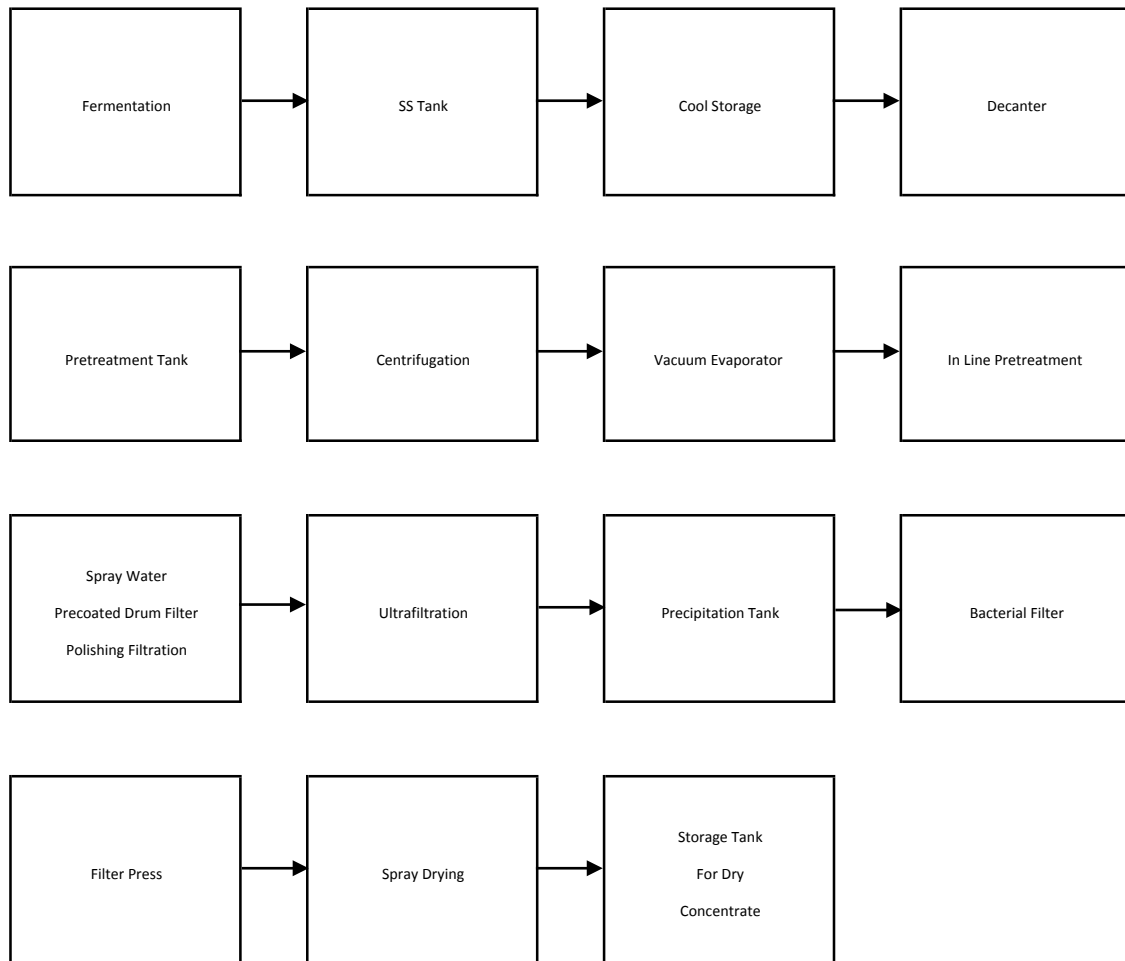 Fermentation
SS Tank
Cool Storage
Decanter
Pretreatment Tank
Centrifugation
Vacuum Evaporator
In Line Pretreatment
Spray Water
Precoated Drum Filter
Polishing Filtration
Ultrafiltration
Precipitation Tank
Bacterial Filter
Filter Press
Spray Drying
Storage Tank
For Dry
Concentrate